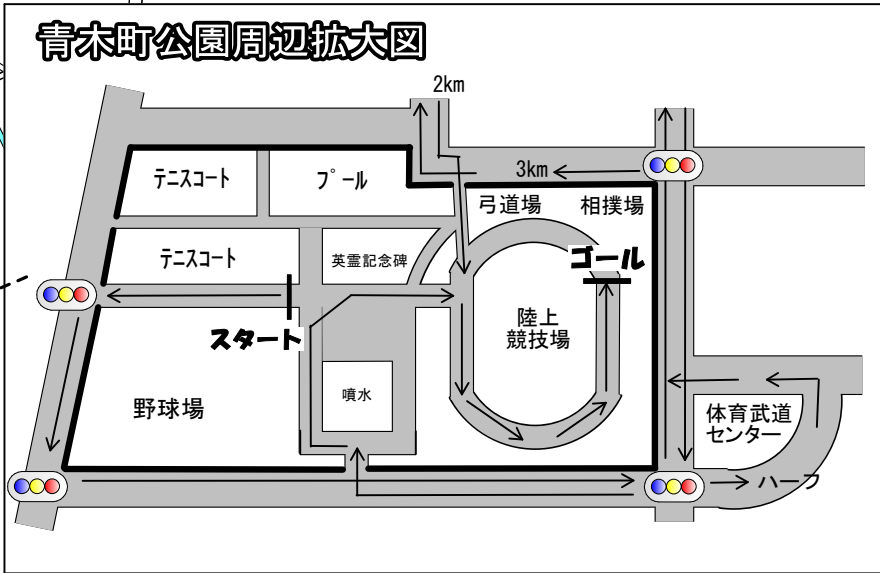 青木町公園周辺拡大図
2km
3km
テニスコート
プール
弓道場
相撲場
テニスコート
英霊記念碑
ゴール
スタート
陸上
競技場
噴水
野球場
体育武道
センター
ハーフ